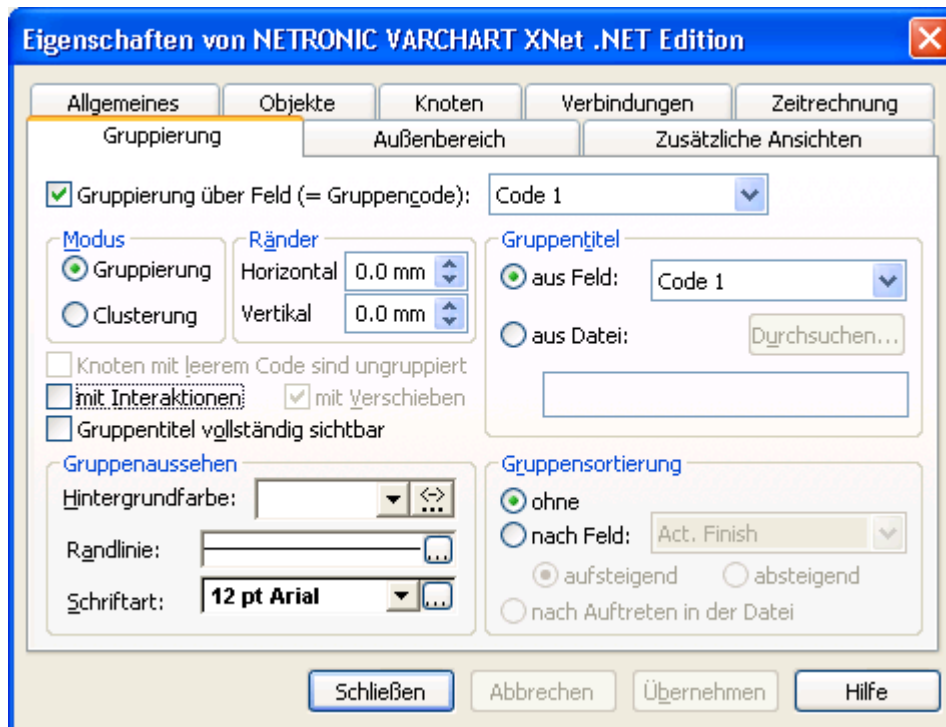 Eigenschaften von NETRONIC VARCHART XNet .NET Edition
Allgemeines Objekte Knoten Verbindungen Zeitrechnung
Gruppierung Außenbereich Zusätzliche Ansichten
Gruppierung über Feld (= Gruppencode): Code 1
Modus
Gruppierung
Clusterung
Ränder
Horizontal 0.0 mm
Vertikal 0.0 mm
Gruppentitel
aus Feld: Code 1
aus Datei: Durchsuchen...
Knoten mit leerem Code sind ungruppiert
mit Interaktionen mit Verschieben
Gruppentitel vollständig sichtbar
Gruppenaussehen
Hintergrundfarbe: <-> ...
Randlinie: ...
Schriftart: 12 pt Arial ...
Gruppensortierung
ohne
nach Feld: Act. Finish
aufsteigend absteigend
nach Auftreten in der Datei
Schließen Abbrechen Übernehmen Hilfe